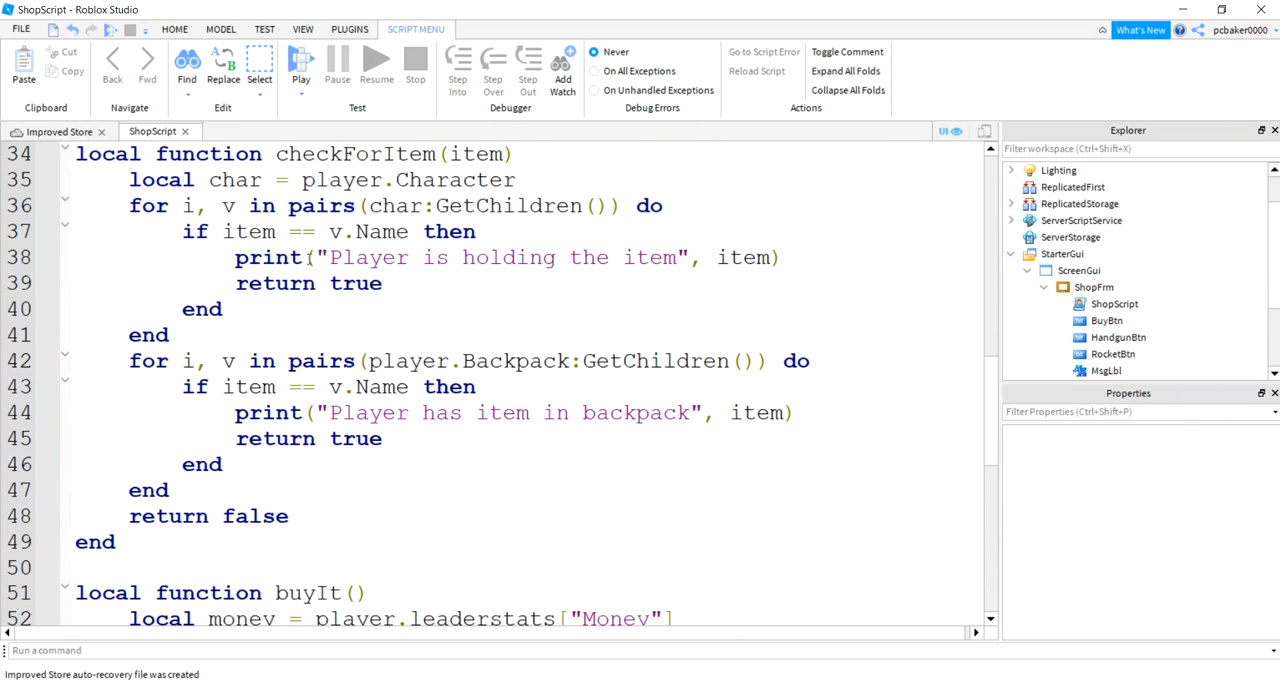 ShopScript - Roblox Studio
FILE HOME MODEL TEST VIEW PLUGINS SCRIPT MENU What's New pcbaker0000
Paste Cut Copy Back Fwd Find Replace Select Play Pause Resume Stop Step Into Step Over Step Out Add Watch Never On All Exceptions On Unhandled Exceptions Go to Script Error Reload Script Toggle Comment Expand All Folds Collapse All Folds
Clipboard Navigate Edit Test Debugger Debug Errors Actions
Improved Store ShopScript UI
34 local function checkForItem(item)
35 local char = player.Character
36 for i, v in pairs(char:GetChildren()) do
37 if item == v.Name then
38 print("Player is holding the item", item)
39 return true
40 end
41 end
42 for i, v in pairs(player.Backpack:GetChildren()) do
43 if item == v.Name then
44 print("Player has item in backpack", item)
45 return true
46 end
47 end
48 return false
49 end
50
51 local function buyIt()
52 local money = player.leaderstats["Money"]
Explorer
Filter workspace (Ctrl+Shift+X)
Lighting
ReplicatedFirst
ReplicatedStorage
ServerScriptService
ServerStorage
StarterGui
ScreenGui
ShopFrm
ShopScript
BuyBtn
HandgunBtn
RocketBtn
MsgLbl
Properties
Filter Properties (Ctrl+Shift+P)
Run a command
Improved Store auto-recovery file was created